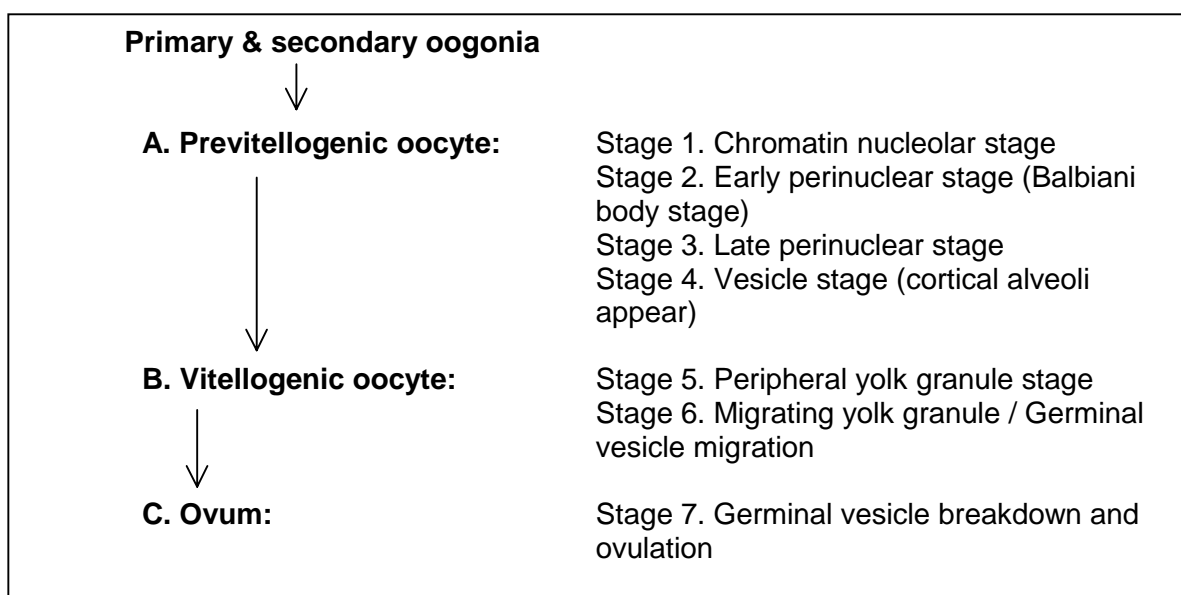 Primary & secondary oogonia
A. Previtellogenic oocyte:
Stage 1. Chromatin nucleolar stage
Stage 2. Early perinuclear stage (Balbiani
body stage)
Stage 3. Late perinuclear stage
Stage 4. Vesicle stage (cortical alveoli
appear)
B. Vitellogenic oocyte:
Stage 5. Peripheral yolk granule stage
Stage 6. Migrating yolk granule / Germinal
vesicle migration
C. Ovum:
Stage 7. Germinal vesicle breakdown and
ovulation